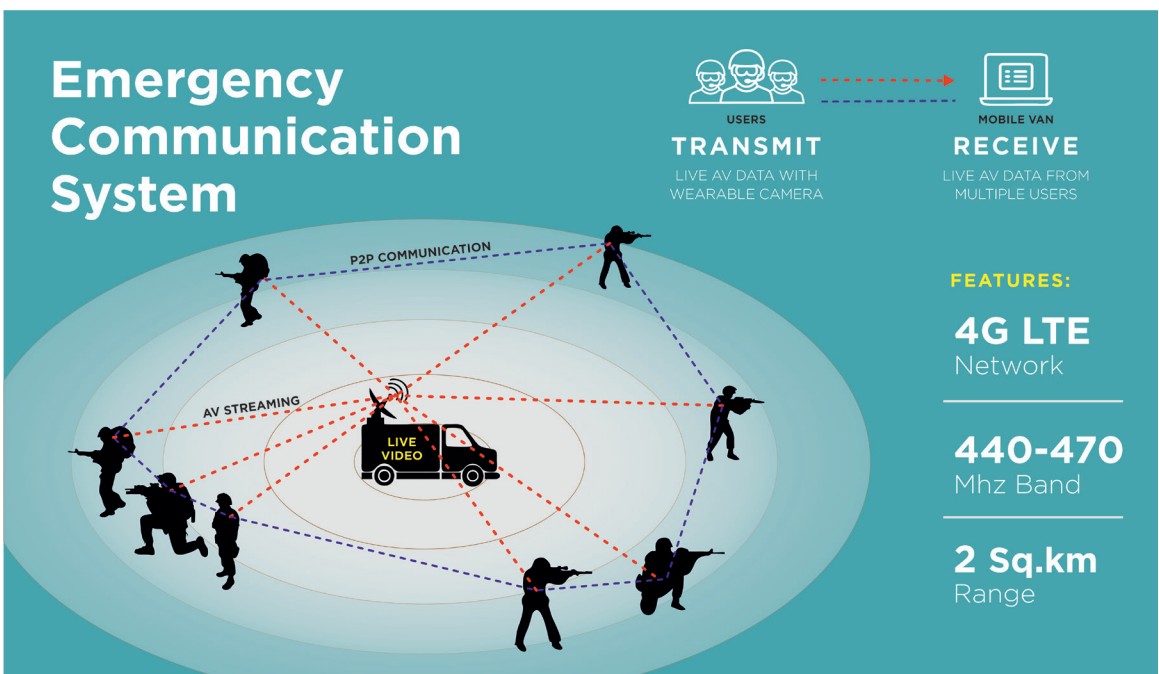 Emergency
Communication
System
USERS
TRANSMIT
LIVE AV DATA WITH
WEARABLE CAMERA
MOBILE VAN
RECEIVE
LIVE AV DATA FROM
MULTIPLE USERS
P2P COMMUNICATION
AV STREAMING
LIVE
VIDEO
FEATURES:
4G LTE
Network
440-470
Mhz Band
2 Sq.km
Range